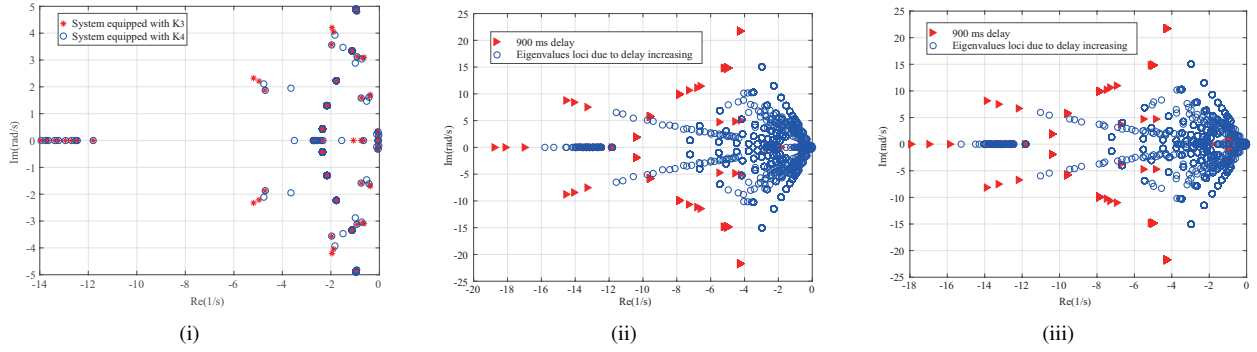 5
4
3
2
1
0
-1
-2
-3
-4
-5
Im(rad/s)
System equipped with K3
System equipped with K4
-14 -12 -10 -8 -6 -4 -2 0
Re(1/s)
(i)
25
20
15
10
5
0
-5
-10
-15
-20
-25
Im(rad/s)
900 ms delay
Eigenvalues loci due to delay increasing
-20 -18 -16 -14 -12 -10 -8 -6 -4 -2 0
Re(1/s)
(ii)
25
20
15
10
5
0
-5
-10
-15
-20
-25
Im(rad/s)
900 ms delay
Eigenvalues loci due to delay increasing
-18 -16 -14 -12 -10 -8 -6 -4 -2 0
Re(1/s)
(iii)